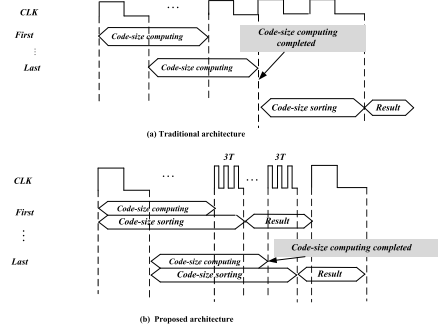 CLK
...
First
Code-size computing
Code-size computing
completed
⋮
Last
Code-size computing
Code-size sorting
Result
(a) Traditional architecture
3T
3T
CLK
...
...
First
Code-size computing
Code-size sorting
Result
⋮
Code-size computing completed
Last
Code-size computing
Code-size sorting
Result
(b) Proposed architecture